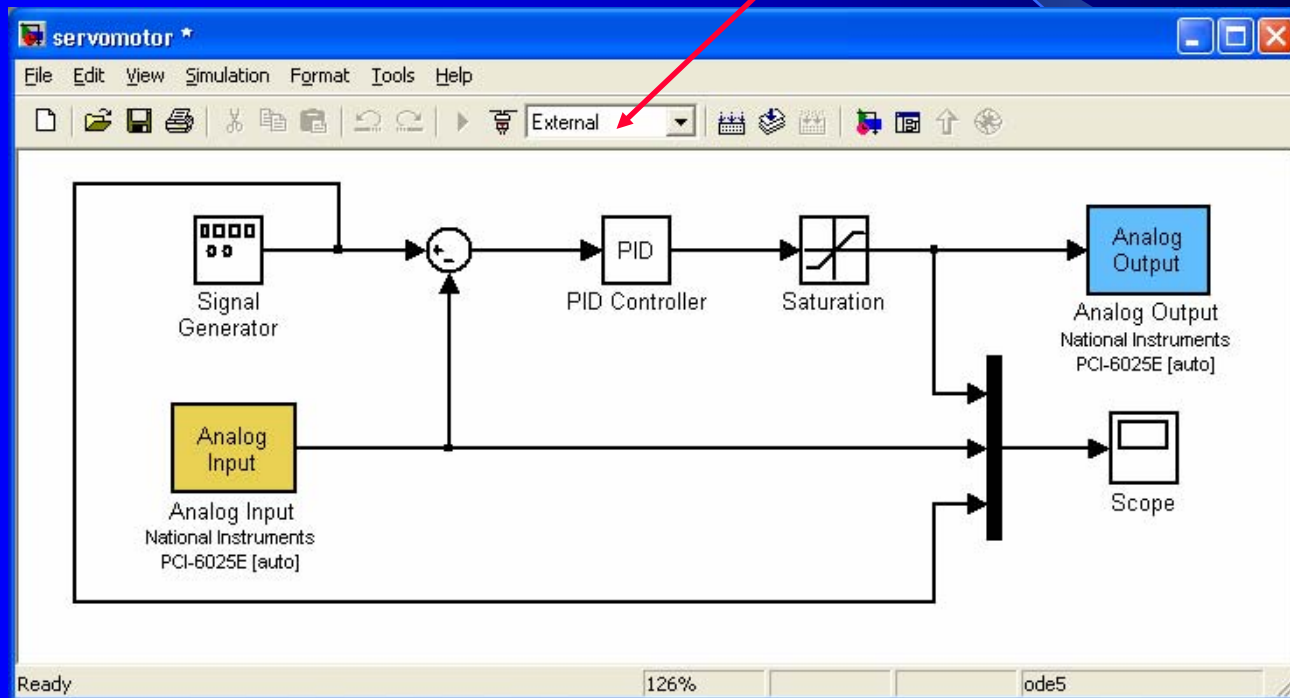 servomotor *
File Edit View Simulation Format Tools Help
External
Signal
Generator
+
-
PID
PID Controller
Saturation
Analog
Output
Analog Output
National Instruments
PCI-6025E [auto]
Analog
Input
Analog Input
National Instruments
PCI-6025E [auto]
Scope
Ready 126% ode5